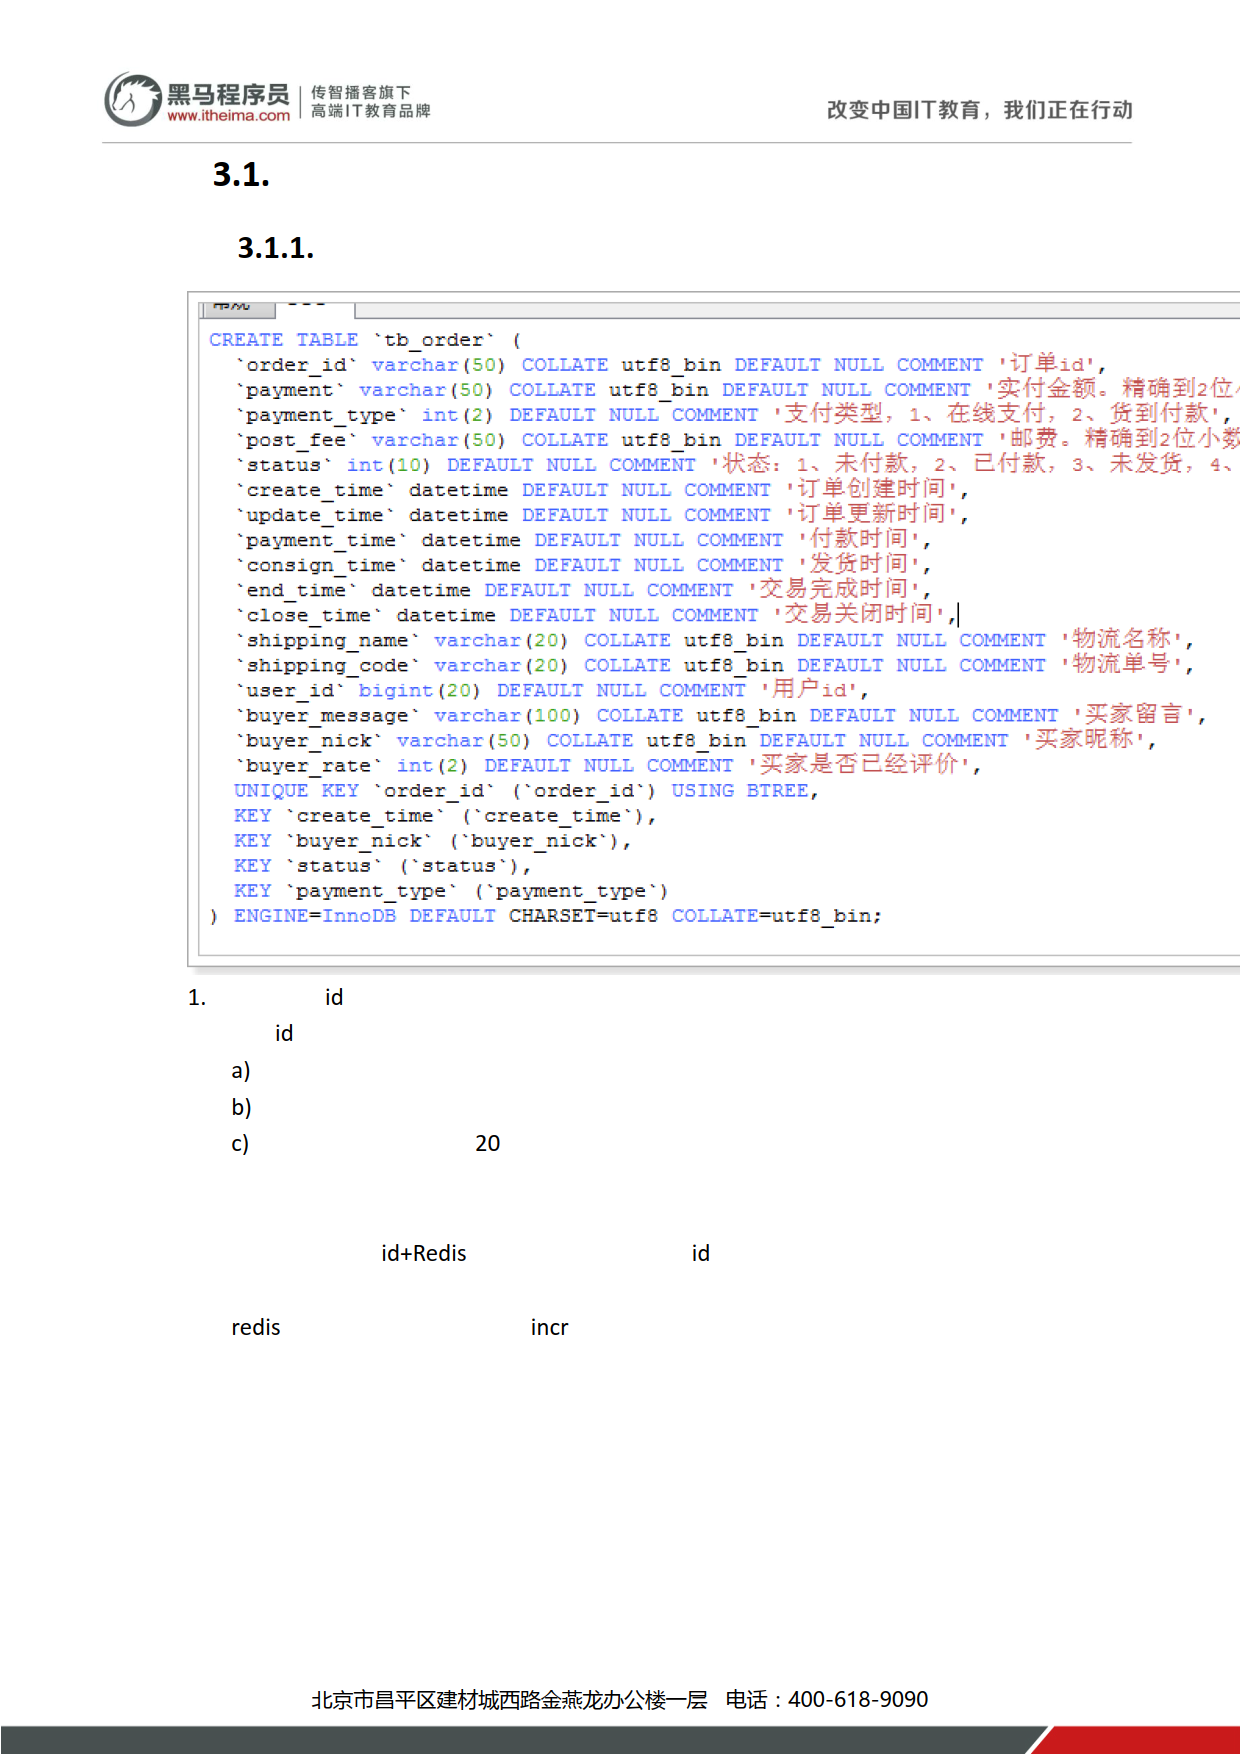 黑马程序员
www.itheima.com
传智播客旗下
高端IT教育品牌
改变中国IT教育，我们正在行动
3.1.
3.1.1.
CREATE TABLE `tb_order` (
`order_id` varchar(50) COLLATE utf8_bin DEFAULT NULL COMMENT '订单id',
`payment` varchar(50) COLLATE utf8_bin DEFAULT NULL COMMENT '实付金额。精确到2位
`payment_type` int(2) DEFAULT NULL COMMENT '支付类型，1、在线支付，2、货到付款',
`post_fee` varchar(50) COLLATE utf8_bin DEFAULT NULL COMMENT '邮费。精确到2位小数
`status` int(10) DEFAULT NULL COMMENT '状态：1、未付款，2、已付款，3、未发货，4、
`create_time` datetime DEFAULT NULL COMMENT '订单创建时间',
`update_time` datetime DEFAULT NULL COMMENT '订单更新时间',
`payment_time` datetime DEFAULT NULL COMMENT '付款时间',
`consign_time` datetime DEFAULT NULL COMMENT '发货时间',
`end_time` datetime DEFAULT NULL COMMENT '交易完成时间',
`close_time` datetime DEFAULT NULL COMMENT '交易关闭时间',
`shipping_name` varchar(20) COLLATE utf8_bin DEFAULT NULL COMMENT '物流名称',
`shipping_code` varchar(20) COLLATE utf8_bin DEFAULT NULL COMMENT '物流单号',
`user_id` bigint(20) DEFAULT NULL COMMENT '用户id',
`buyer_message` varchar(100) COLLATE utf8_bin DEFAULT NULL COMMENT '买家留言',
`buyer_nick` varchar(50) COLLATE utf8_bin DEFAULT NULL COMMENT '买家昵称',
`buyer_rate` int(2) DEFAULT NULL COMMENT '买家是否已经评价',
UNIQUE KEY `order_id` (`order_id`) USING BTREE,
KEY `create_time` (`create_time`),
KEY `buyer_nick` (`buyer_nick`),
KEY `status` (`status`),
KEY `payment_type` (`payment_type`)
) ENGINE=InnoDB DEFAULT CHARSET=utf8 COLLATE=utf8_bin;
1. id
id
a)
b)
c) 20
id+Redis id
redis incr
北京市昌平区建材城西路金燕龙办公楼一层 电话：400-618-9090